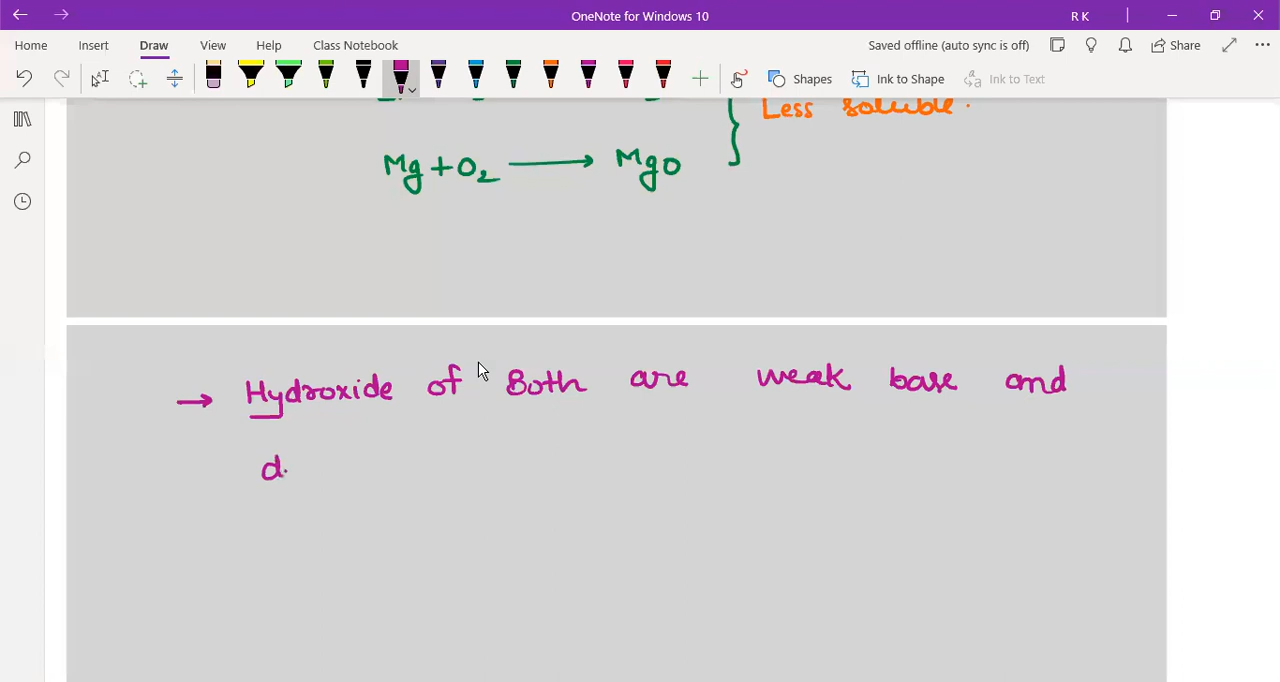 OneNote for Windows 10
R K
Home Insert Draw View Help Class Notebook
Saved offline (auto sync is off)
Share
Shapes
Ink to Shape
Ink to Text
Less soluble.
Mg + O2 → MgO
→ Hydroxide of Both are weak base and
d